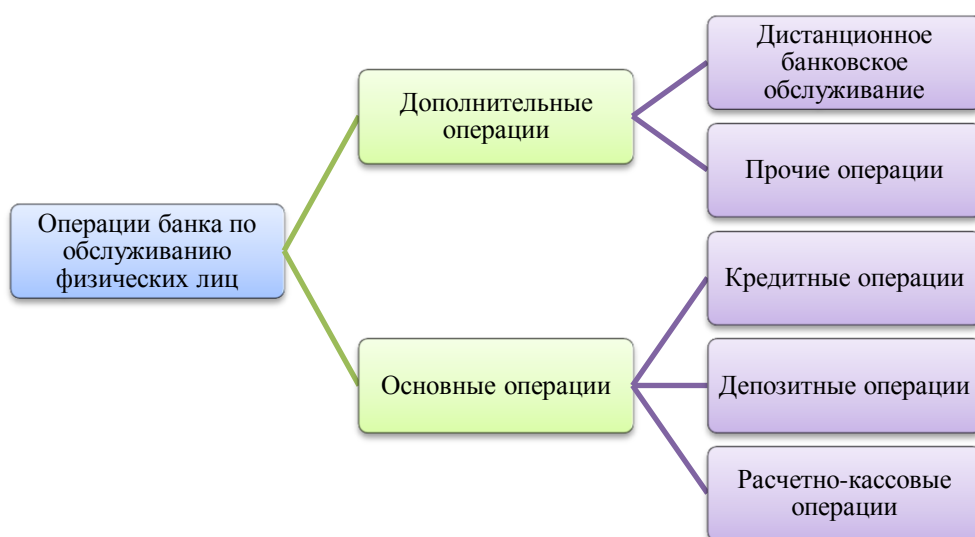 Операции банка по
обслуживанию
физических лиц
Дополнительные
операции
Дистанционное
банковское
обслуживание
Прочие операции
Основные операции
Кредитные операции
Депозитные операции
Расчетно-кассовые
операции